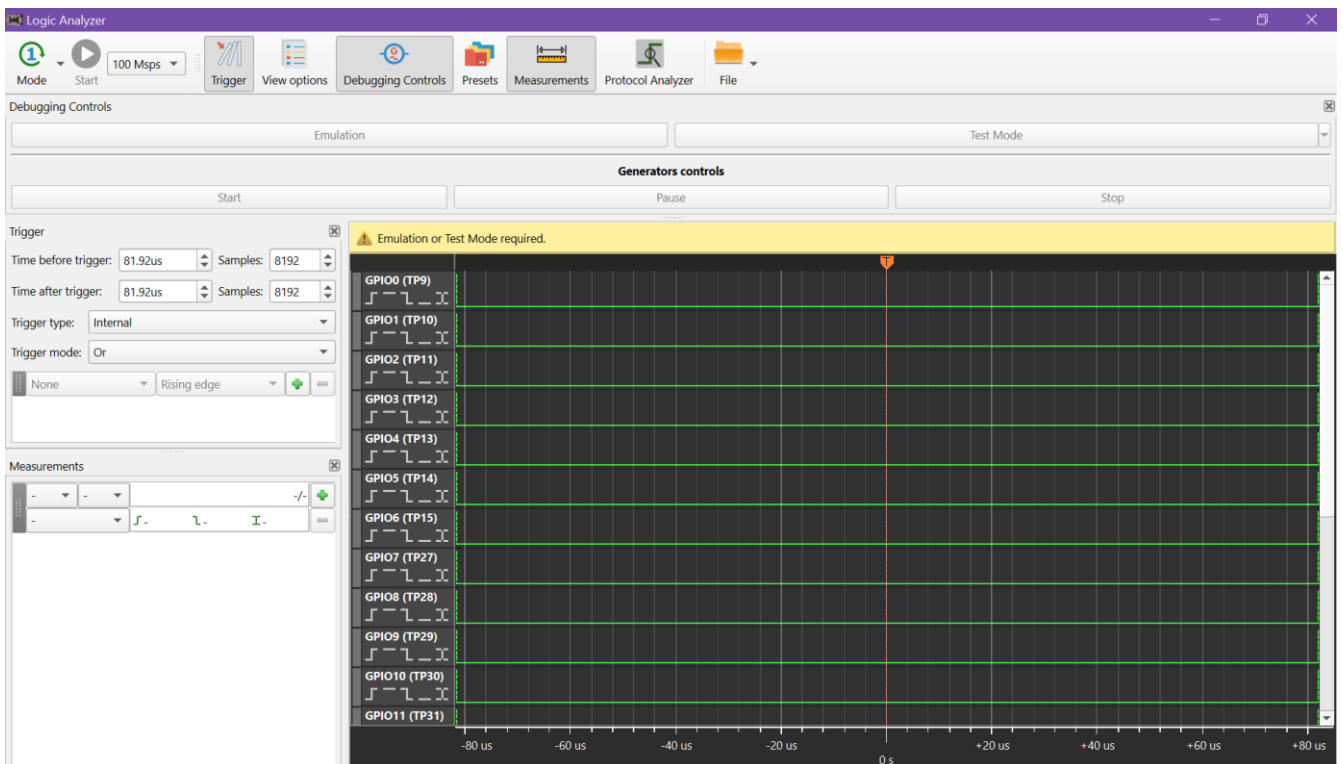 Logic Analyzer
Mode Start 100 Msps Trigger View options Debugging Controls Presets Measurements Protocol Analyzer File
Debugging Controls
Emulation Test Mode
Generators controls
Start Pause Stop
Trigger
Time before trigger: 81.92us Samples: 8192
Time after trigger: 81.92us Samples: 8192
Trigger type: Internal
Trigger mode: Or
None Rising edge
Measurements
- - -/-
- - - -
Emulation or Test Mode required.
T
GPIO0 (TP9)
GPIO1 (TP10)
GPIO2 (TP11)
GPIO3 (TP12)
GPIO4 (TP13)
GPIO5 (TP14)
GPIO6 (TP15)
GPIO7 (TP27)
GPIO8 (TP28)
GPIO9 (TP29)
GPIO10 (TP30)
GPIO11 (TP31)
-80 us -60 us -40 us -20 us 0 s +20 us +40 us +60 us +80 us